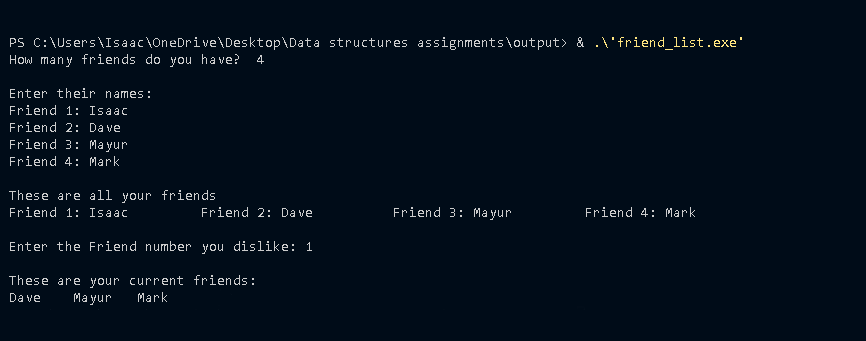 PS C:\Users\Isaac\OneDrive\Desktop\Data structures assignments\output> & .\'friend_list.exe'
How many friends do you have?  4
Enter their names:
Friend 1: Isaac
Friend 2: Dave
Friend 3: Mayur
Friend 4: Mark
These are all your friends
Friend 1: Isaac         Friend 2: Dave          Friend 3: Mayur         Friend 4: Mark
Enter the Friend number you dislike: 1
These are your current friends:
Dave    Mayur   Mark